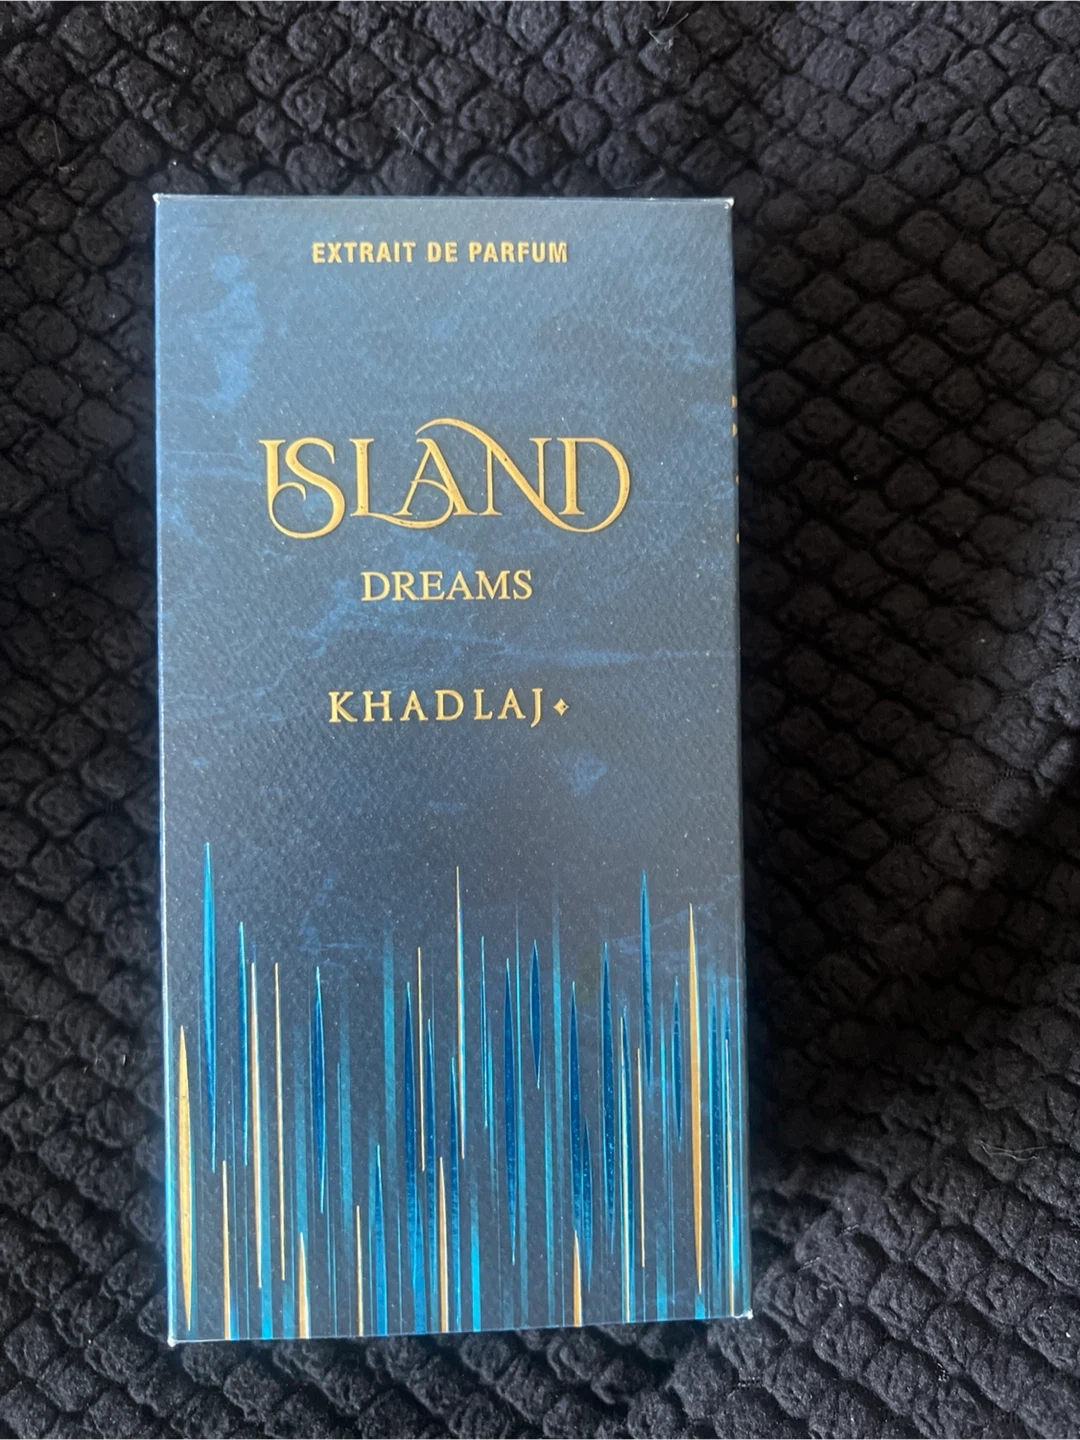 EXTRAIT DE PARFUM
ISLAND
DREAMS
KHADLAJ